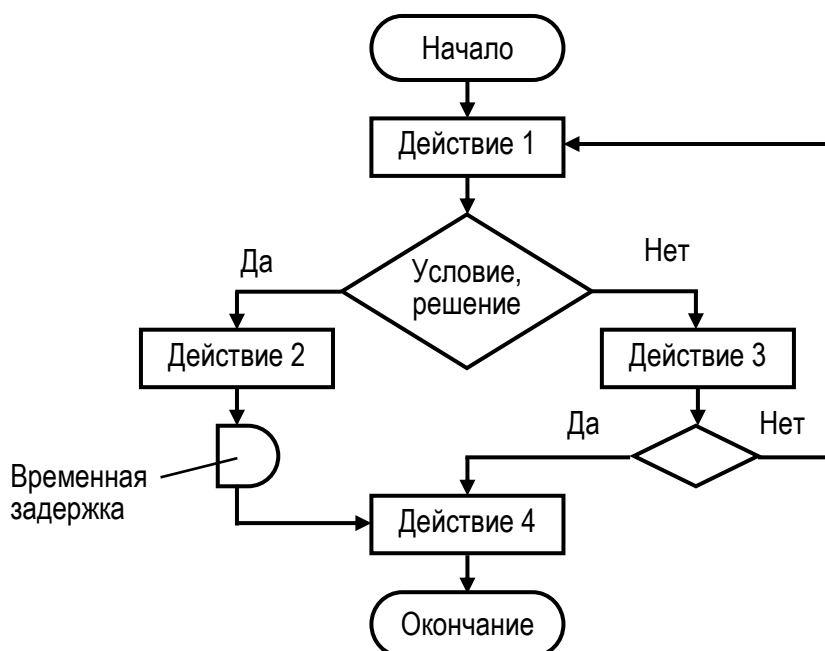 Начало
Действие 1
Да
Условие,
решение
Нет
Действие 2
Действие 3
Да
Нет
Временная
задержка
Действие 4
Окончание